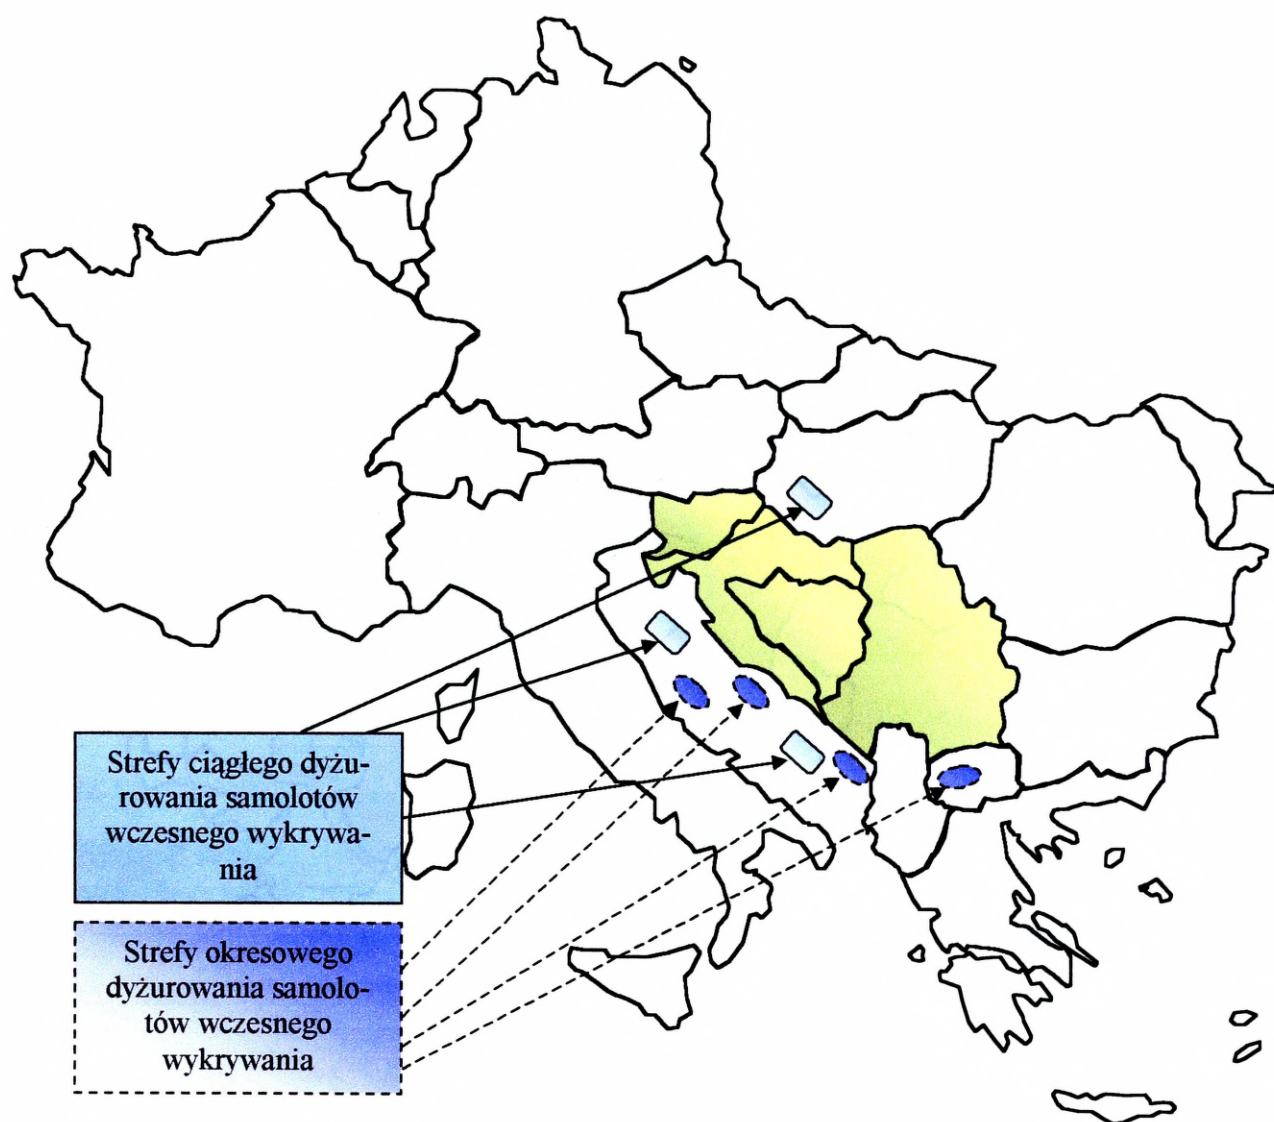 Strefy ciągłego dyżu-
rowania samolotów
wczesnego wykrywa-
nia
Strefy okresowego
dyżurowania samolo-
tów wczesnego
wykrywania